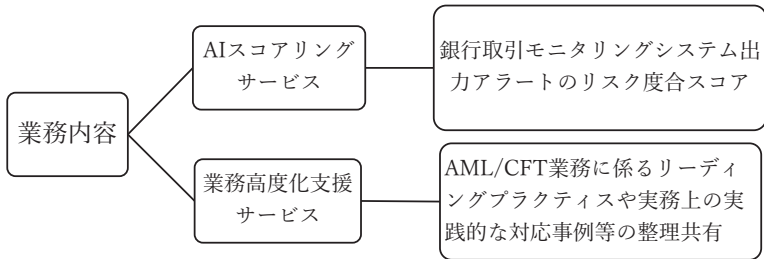 業務内容
AIスコアリング
サービス
銀行取引モニタリングシステム出
力アラートのリスク度合スコア
業務高度化支援
サービス
AML/CFT業務に係るリーディ
ングプラクティスや実務上の実
践的な対応事例等の整理共有